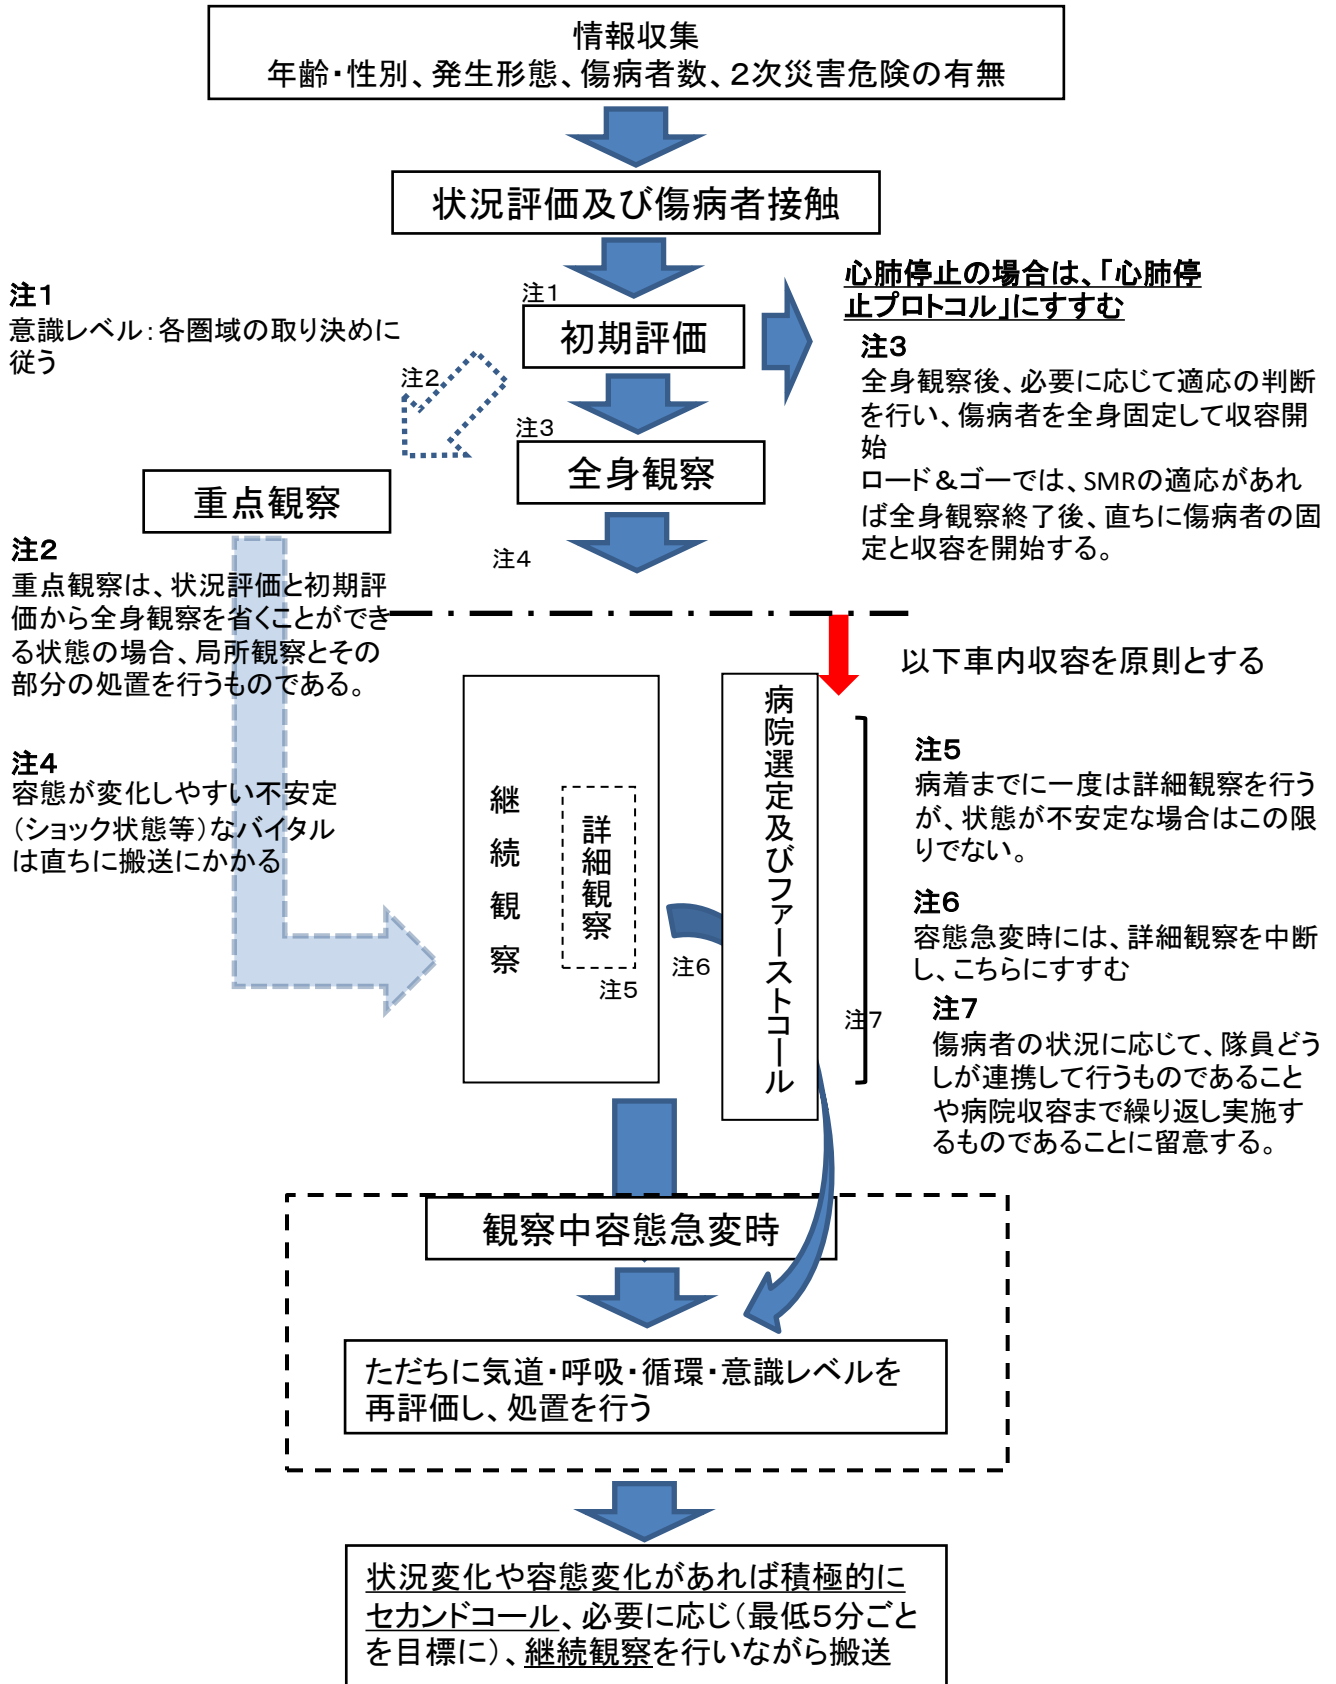 情報収集
年齢・性別、発生形態、傷病者数、２次災害危険の有無
状況評価及び傷病者接触
心肺停止の場合は、「心肺停
止プロトコル」にすすむ
注１
意識レベル：各圏域の取り決めに
従う
注１
初期評価
注２
注３
全身観察後、必要に応じて適応の判断
を行い、傷病者を全身固定して収容開
始
ロード＆ゴーでは、SMRの適応があれ
ば全身観察終了後、直ちに傷病者の固
定と収容を開始する。
注３
全身観察
重点観察
注４
注２
重点観察は、状況評価と初期評
価から全身観察を省くことができ
る状態の場合、局所観察とその
部分の処置を行うものである。
以下車内収容を原則とする
注４
容態が変化しやすい不安定
（ショック状態等）なバイタル
は直ちに搬送にかかる
継続観察
詳細観察
注５
注６
病院選定及びファーストコール
注７
注５
病着までに一度は詳細観察を行う
が、状態が不安定な場合はこの限
りでない。
注６
容態急変時には、詳細観察を中断
し、こちらにすすむ
注７
傷病者の状況に応じて、隊員どう
しが連携して行うものであること
や病院収容まで繰り返し実施す
るものであることに留意する。
観察中容態急変時
ただちに気道・呼吸・循環・意識レベルを
再評価し、処置を行う
状況変化や容態変化があれば積極的に
セカンドコール、必要に応じ（最低５分ごと
を目標に）、継続観察を行いながら搬送